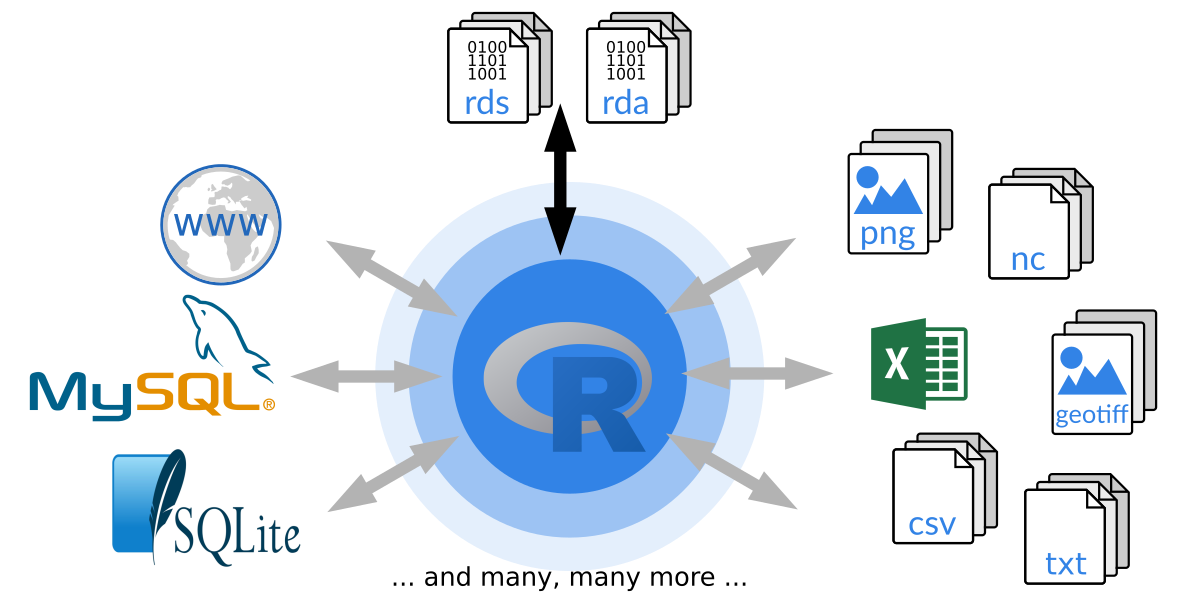 0100
1101
1001
rds
0100
1101
1001
rda
www
png
nc
MySQL®
X
geotiff
SQLite
csv
txt
R
... and many, many more ...